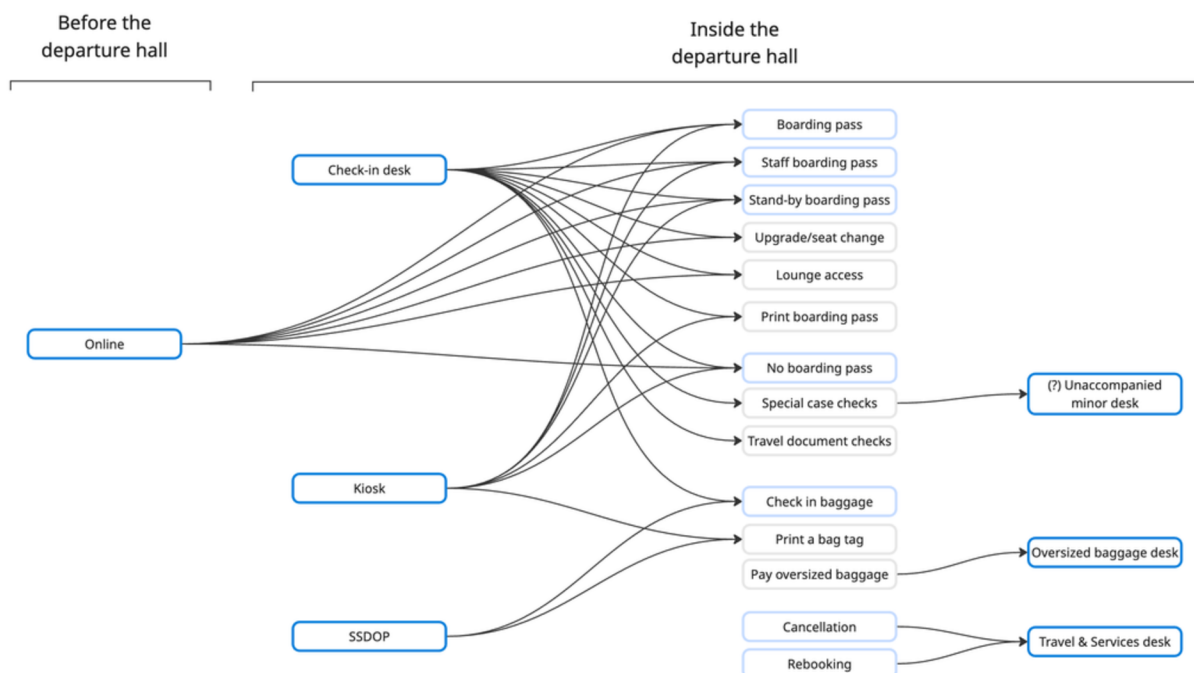 Before the
departure hall
Inside the
departure hall
Boarding pass
Check-in desk
Staff boarding pass
Stand-by boarding pass
Upgrade/seat change
Lounge access
Print boarding pass
Online
No boarding pass
(?) Unaccompanied
minor desk
Special case checks
Travel document checks
Kiosk
Check in baggage
Print a bag tag
Oversized baggage desk
Pay oversized baggage
Cancellation
SSDOP
Travel & Services desk
Rebooking